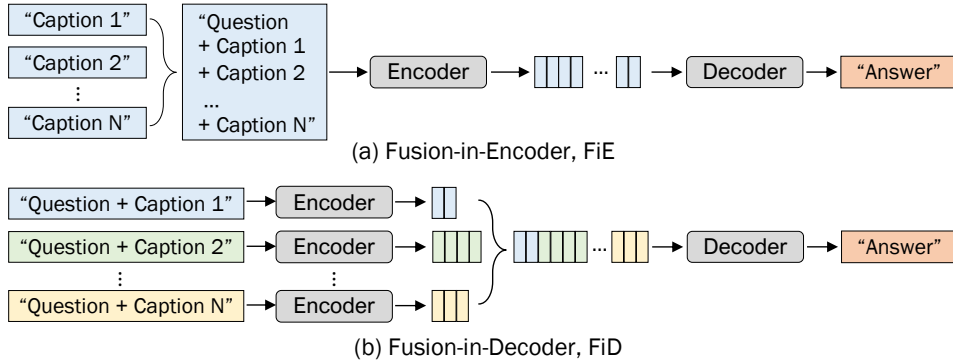 “Caption 1”
“Caption 2”
⋮
“Caption N”
“Question
+ Caption 1
+ Caption 2
...
+ Caption N”
Encoder
...
Decoder
“Answer”
(a) Fusion-in-Encoder, FiE
“Question + Caption 1”
Encoder
“Question + Caption 2”
Encoder
...
Decoder
“Answer”
⋮
⋮
“Question + Caption N”
Encoder
(b) Fusion-in-Decoder, FiD